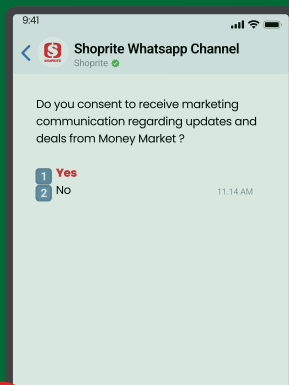 9:41
Shoprite Whatsapp Channel
SHOPRITE
Shoprite
Do you consent to receive marketing
communication regarding updates and
deals from Money Market ?
1 Yes
2 No
11.14 AM